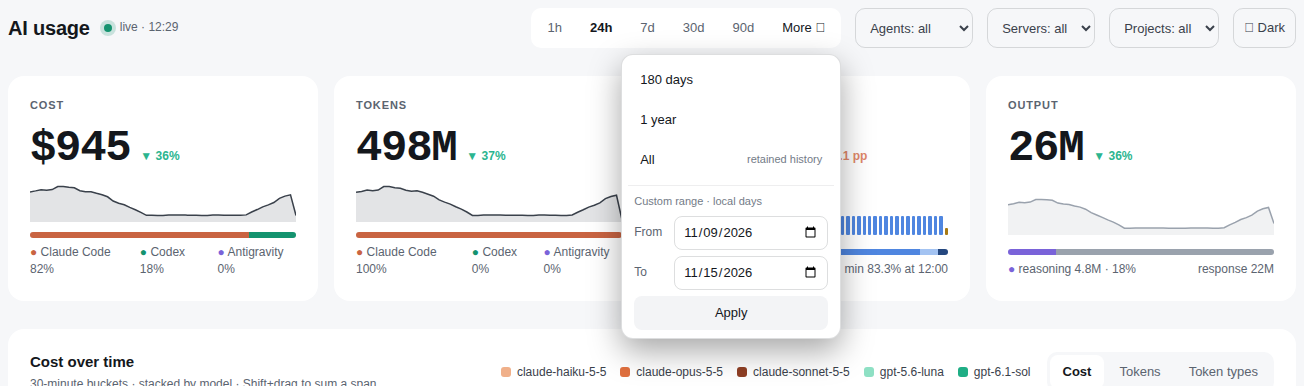 AI usage
live · 12:29
1h 24h 7d 30d 90d More
Agents: all
Servers: all
Projects: all
Dark
180 days
1 year
All retained history
Custom range · local days
From 11/09/2026
To 11/15/2026
Apply
COST
$945 ▼ 36%
● Claude Code 82%
● Codex 18%
● Antigravity 0%
TOKENS
498M ▼ 37%
● Claude Code 100%
● Codex 0%
● Antigravity 0%
.1 pp
min 83.3% at 12:00
OUTPUT
26M ▼ 36%
● reasoning 4.8M · 18% response 22M
Cost over time
30-minute buckets · stacked by model · Shift+drag to sum a span
claude-haiku-5-5 claude-opus-5-5 claude-sonnet-5-5 gpt-5.6-luna gpt-6.1-sol
Cost Tokens Token types